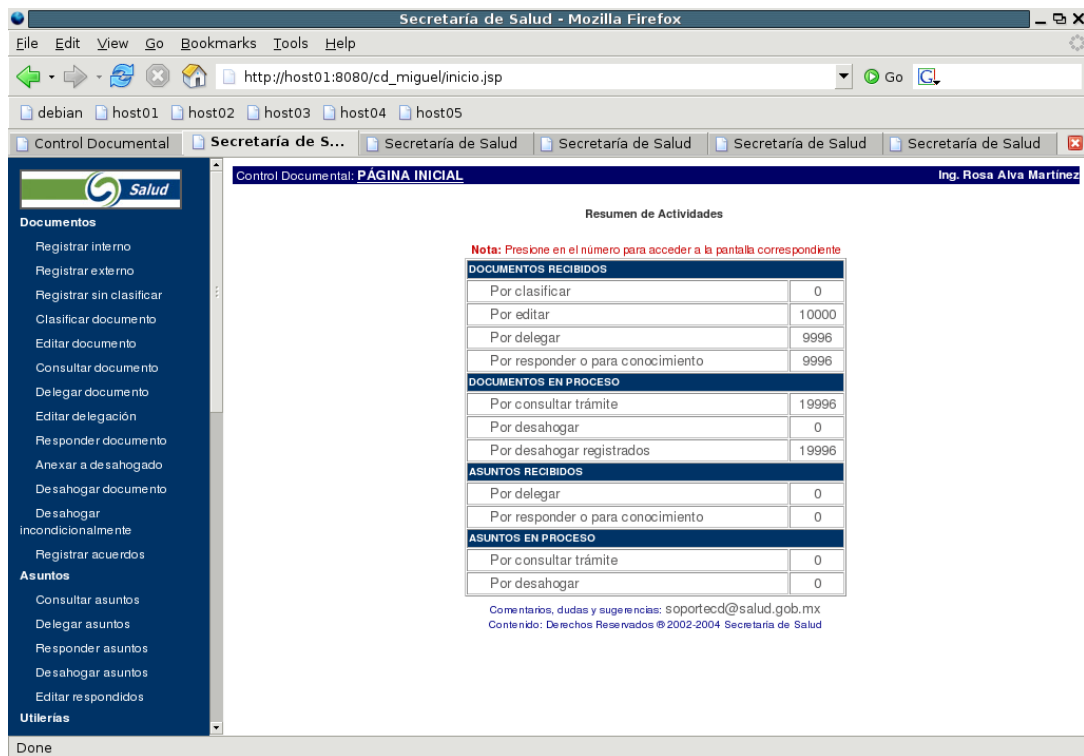 Secretaría de Salud - Mozilla Firefox
File Edit View Go Bookmarks Tools Help
http://host01:8080/cd_miguel/inicio.jsp Go G
debian host01 host02 host03 host04 host05
Control Documental Secretaría de S... Secretaría de Salud Secretaría de Salud Secretaría de Salud Secretaría de Salud
Salud
Documentos
Registrar interno
Registrar externo
Registrar sin clasificar
Clasificar documento
Editar documento
Consultar documento
Delegar documento
Editar delegación
Responder documento
Anexar a desahogado
Desahogar documento
Desahogar
incondicionalmente
Registrar acuerdos
Asuntos
Consultar asuntos
Delegar asuntos
Responder asuntos
Desahogar asuntos
Editar respondidos
Utilerías
Control Documental: PÁGINA INICIAL Ing. Rosa Alva Martínez
Resumen de Actividades
Nota: Presione en el número para acceder a la pantalla correspondiente
DOCUMENTOS RECIBIDOS
Por clasificar 0
Por editar 10000
Por delegar 9996
Por responder o para conocimiento 9996
DOCUMENTOS EN PROCESO
Por consultar trámite 19996
Por desahogar 0
Por desahogar registrados 19996
ASUNTOS RECIBIDOS
Por delegar 0
Por responder o para conocimiento 0
ASUNTOS EN PROCESO
Por consultar trámite 0
Por desahogar 0
Comentarios, dudas y sugerencias: soportecd@salud.gob.mx
Contenido: Derechos Reservados ® 2002-2004 Secretaría de Salud
Done